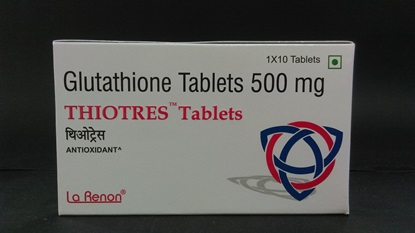 1X10 Tablets
Glutathione Tablets 500 mg
THIOTRES™ Tablets
थिओट्रेस
ANTIOXIDANT^
La Renon®